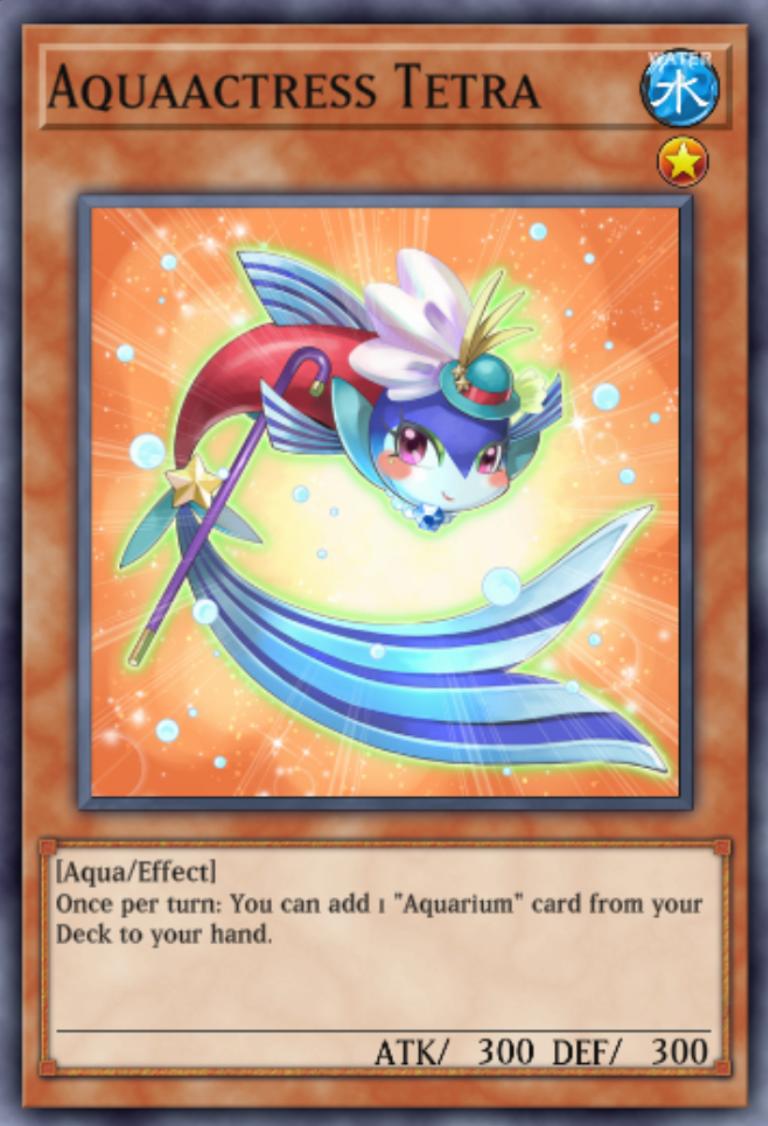 Aquaactress Tetra
WATER
水
[Aqua/Effect]
Once per turn: You can add 1 "Aquarium" card from your
Deck to your hand.
ATK/ 300 DEF/ 300